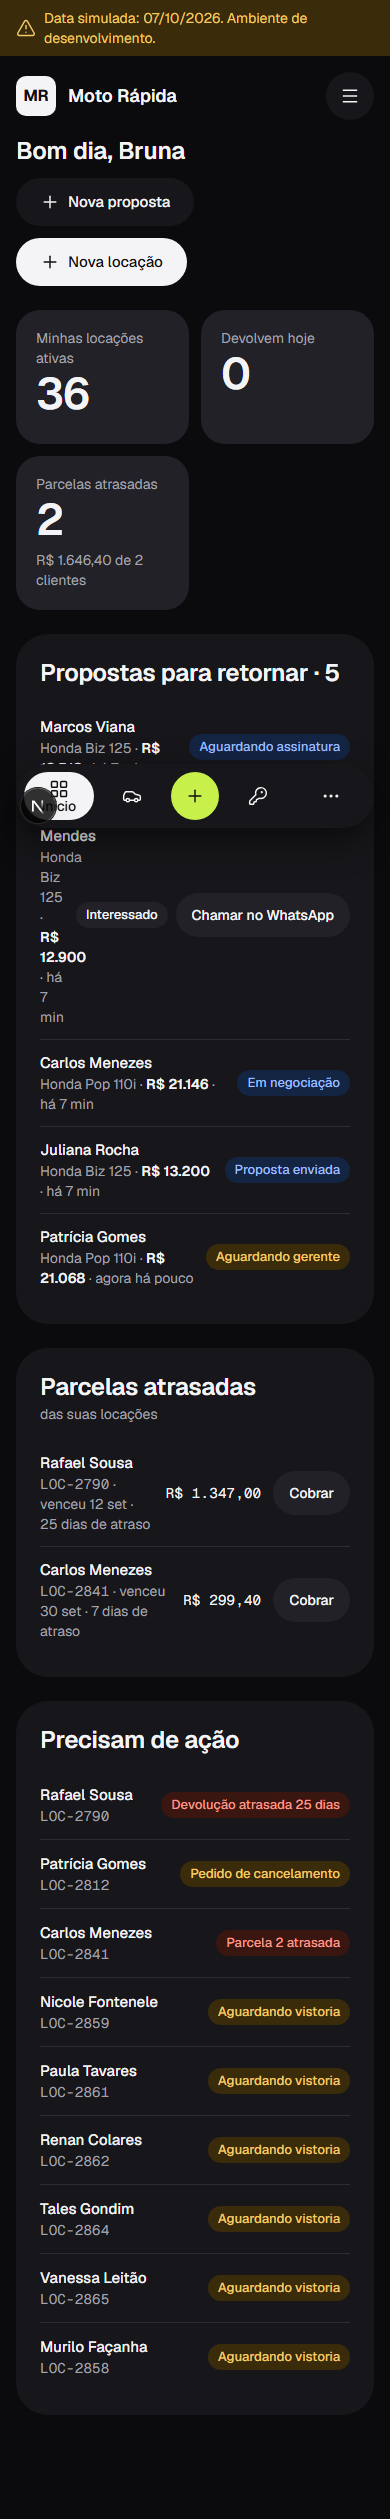 Data simulada: 07/10/2026. Ambiente de
desenvolvimento.
MR
Moto Rápida
Bom dia, Bruna
+ Nova proposta
+ Nova locação
Minhas locações
ativas
36
Devolvem hoje
0
Parcelas atrasadas
2
R$ 1.646,40 de 2
clientes
Propostas para retornar · 5
Marcos Viana
Honda Biz 125 · R$
Aguardando assinatura
N
Início
Mendes
Honda
Biz
125
·
R$
12.900
· há
7
min
Interessado
Chamar no WhatsApp
Carlos Menezes
Honda Pop 110i · R$ 21.146 ·
há 7 min
Em negociação
Juliana Rocha
Honda Biz 125 · R$ 13.200
· há 7 min
Proposta enviada
Patrícia Gomes
Honda Pop 110i · R$
21.068 · agora há pouco
Aguardando gerente
Parcelas atrasadas
das suas locações
Rafael Sousa
LOC-2790 ·
venceu 12 set ·
25 dias de atraso
R$ 1.347,00
Cobrar
Carlos Menezes
LOC-2841 · venceu
30 set · 7 dias de
atraso
R$ 299,40
Cobrar
Precisam de ação
Rafael Sousa
LOC-2790
Devolução atrasada 25 dias
Patrícia Gomes
LOC-2812
Pedido de cancelamento
Carlos Menezes
LOC-2841
Parcela 2 atrasada
Nicole Fontenele
LOC-2859
Aguardando vistoria
Paula Tavares
LOC-2861
Aguardando vistoria
Renan Colares
LOC-2862
Aguardando vistoria
Tales Gondim
LOC-2864
Aguardando vistoria
Vanessa Leitão
LOC-2865
Aguardando vistoria
Murilo Façanha
LOC-2858
Aguardando vistoria